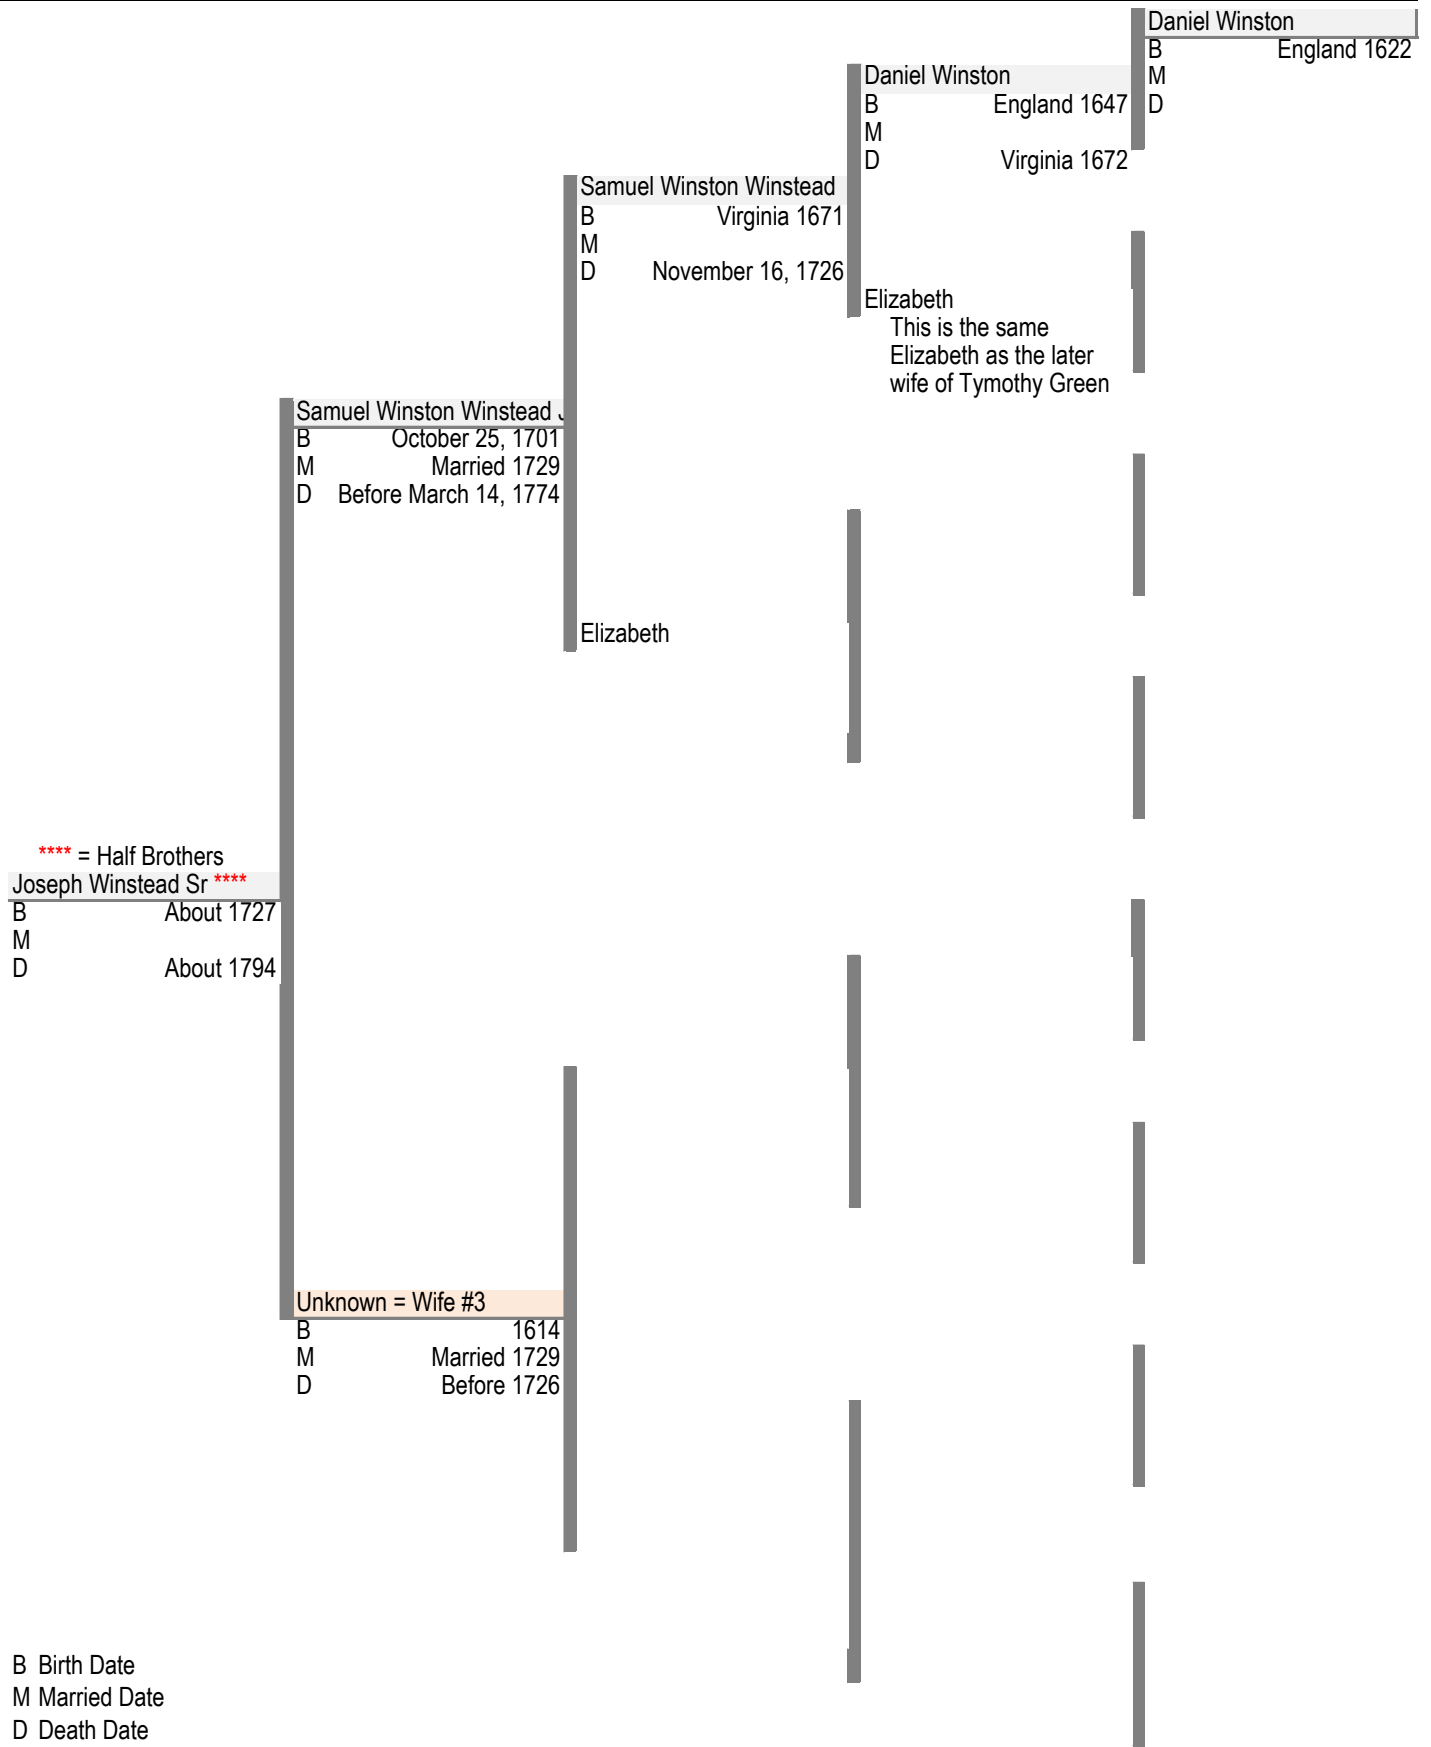 Daniel Winston
B England 1622
M
D
Daniel Winston
B England 1647
M
D Virginia 1672
Samuel Winston Winstead
B Virginia 1671
M
D November 16, 1726
Elizabeth
This is the same
Elizabeth as the later
wife of Tymothy Green
Samuel Winston Winstead
B October 25, 1701
M Married 1729
D Before March 14, 1774
Elizabeth
**** = Half Brothers
Joseph Winstead Sr ****
B About 1727
M
D About 1794
Unknown = Wife #3
B 1614
M Married 1729
D Before 1726
B Birth Date
M Married Date
D Death Date